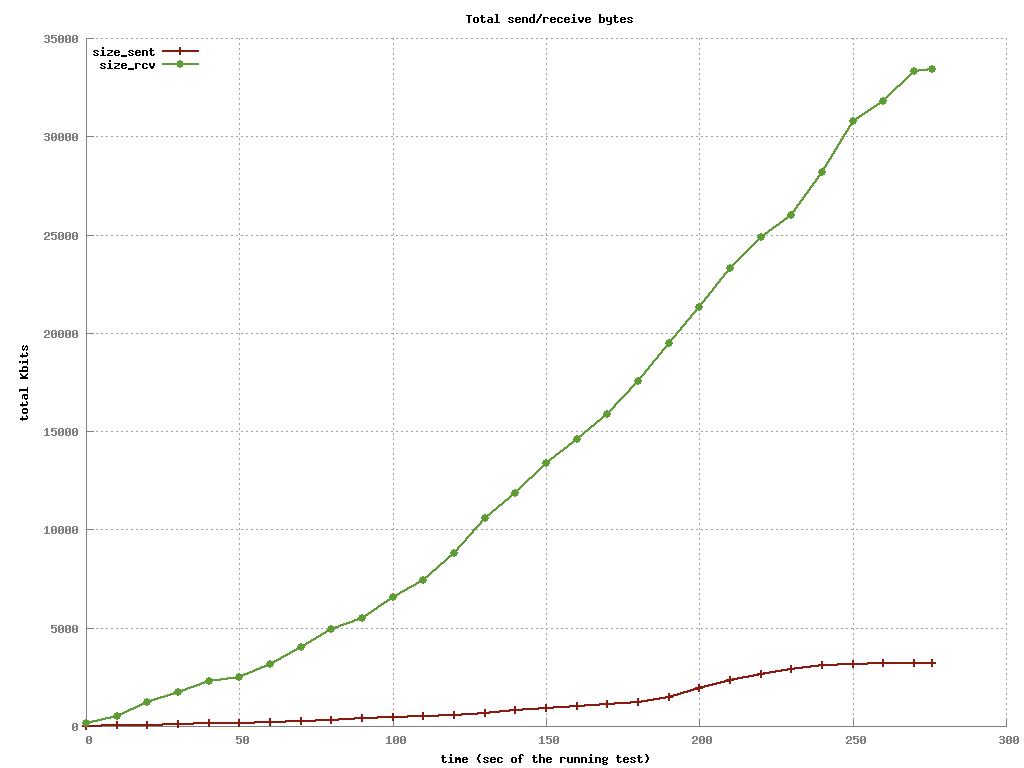 Total send/receive bytes
size_sent
size_rcv
35000
30000
25000
20000
15000
10000
5000
0
total Kbits
0 50 100 150 200 250 300
time (sec of the running test)